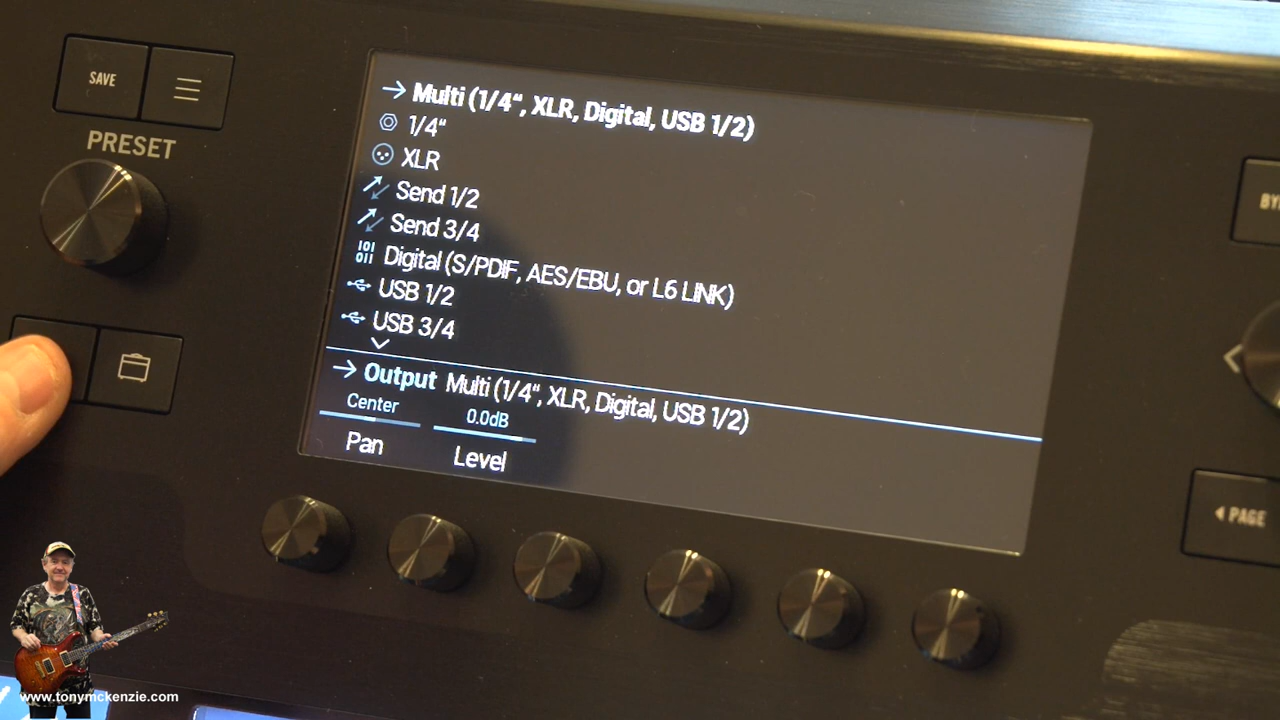 SAVE
PRESET
Multi (1/4", XLR, Digital, USB 1/2)
1/4"
XLR
Send 1/2
Send 3/4
Digital (S/PDIF, AES/EBU, or L6 LINK)
USB 1/2
USB 3/4
Output Multi (1/4", XLR, Digital, USB 1/2)
Center 0.0dB
Pan Level
PAGE
www.tonymckenzie.com